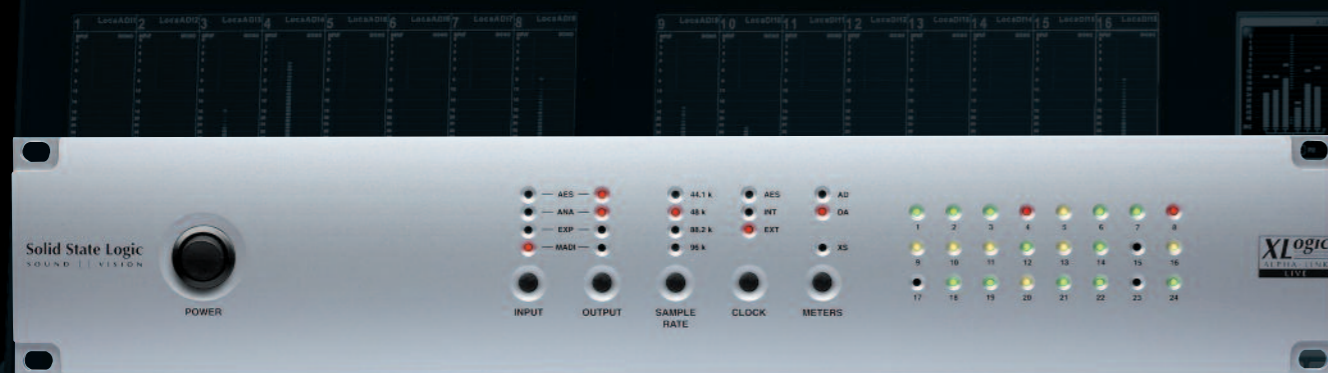 1 2 3 4 5 6 7 8 9 10 11 12 13 14 15 16
Solid State Logic
SOUND || VISION
POWER
AES
ANA
EXP
MADI
INPUT
OUTPUT
44.1 k
48 k
88.2 k
96 k
SAMPLE
RATE
AES
INT
EXT
CLOCK
AD
DA
XS
METERS
1 2 3 4 5 6 7 8
9 10 11 12 13 14 15 16
17 18 19 20 21 22 23 24
XLogic
ALPHA-LINK
LIVE